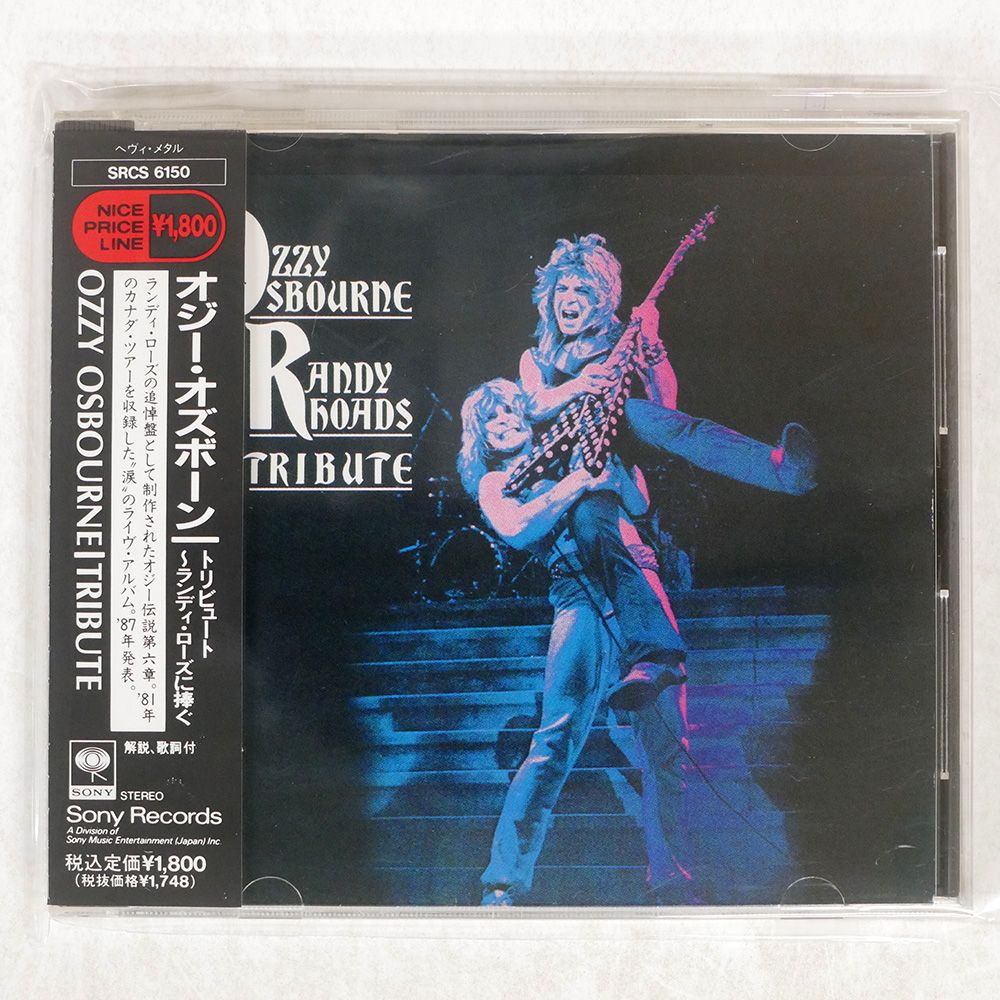 ヘヴィ・メタル
SRCS 6150
NICE
PRICE
LINE
¥1,800
オジー・オズボーン
トリビュート
〜ランディ・ローズに捧ぐ
ランディ・ローズの追悼盤として制作されたオジー伝説第六章。'81年
のカナダ・ツアーを収録した“涙”のライヴ・アルバム。'87年発表。
OZZY OSBOURNE TRIBUTE
解説、歌詞付
SONY
STEREO
Sony Records
A Division of
Sony Music Entertainment (Japan) Inc.
税込定価¥1,800
(税抜価格¥1,748)
OZZY
OSBOURNE
RANDY
RHOADS
TRIBUTE